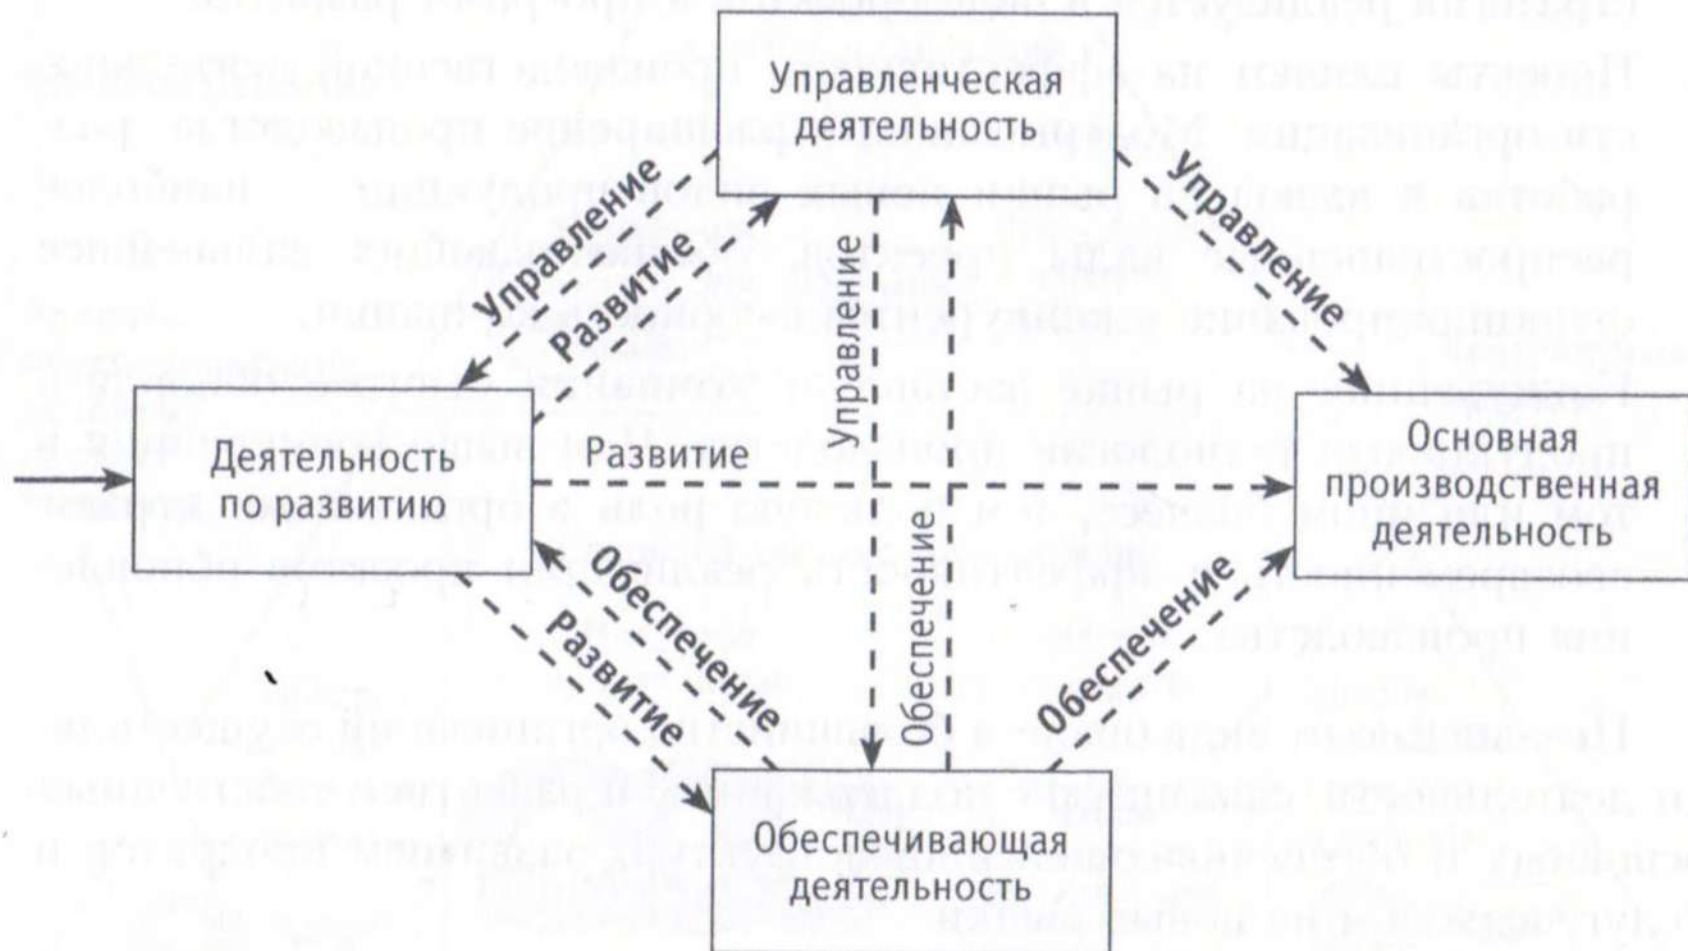 Управленческая
деятельность
Управление
Развитие
Управление
Управление
Деятельность
по развитию
Развитие
Основная
производственная
деятельность
Обеспечение
Развитие
Обеспечение
Обеспечение
Обеспечивающая
деятельность